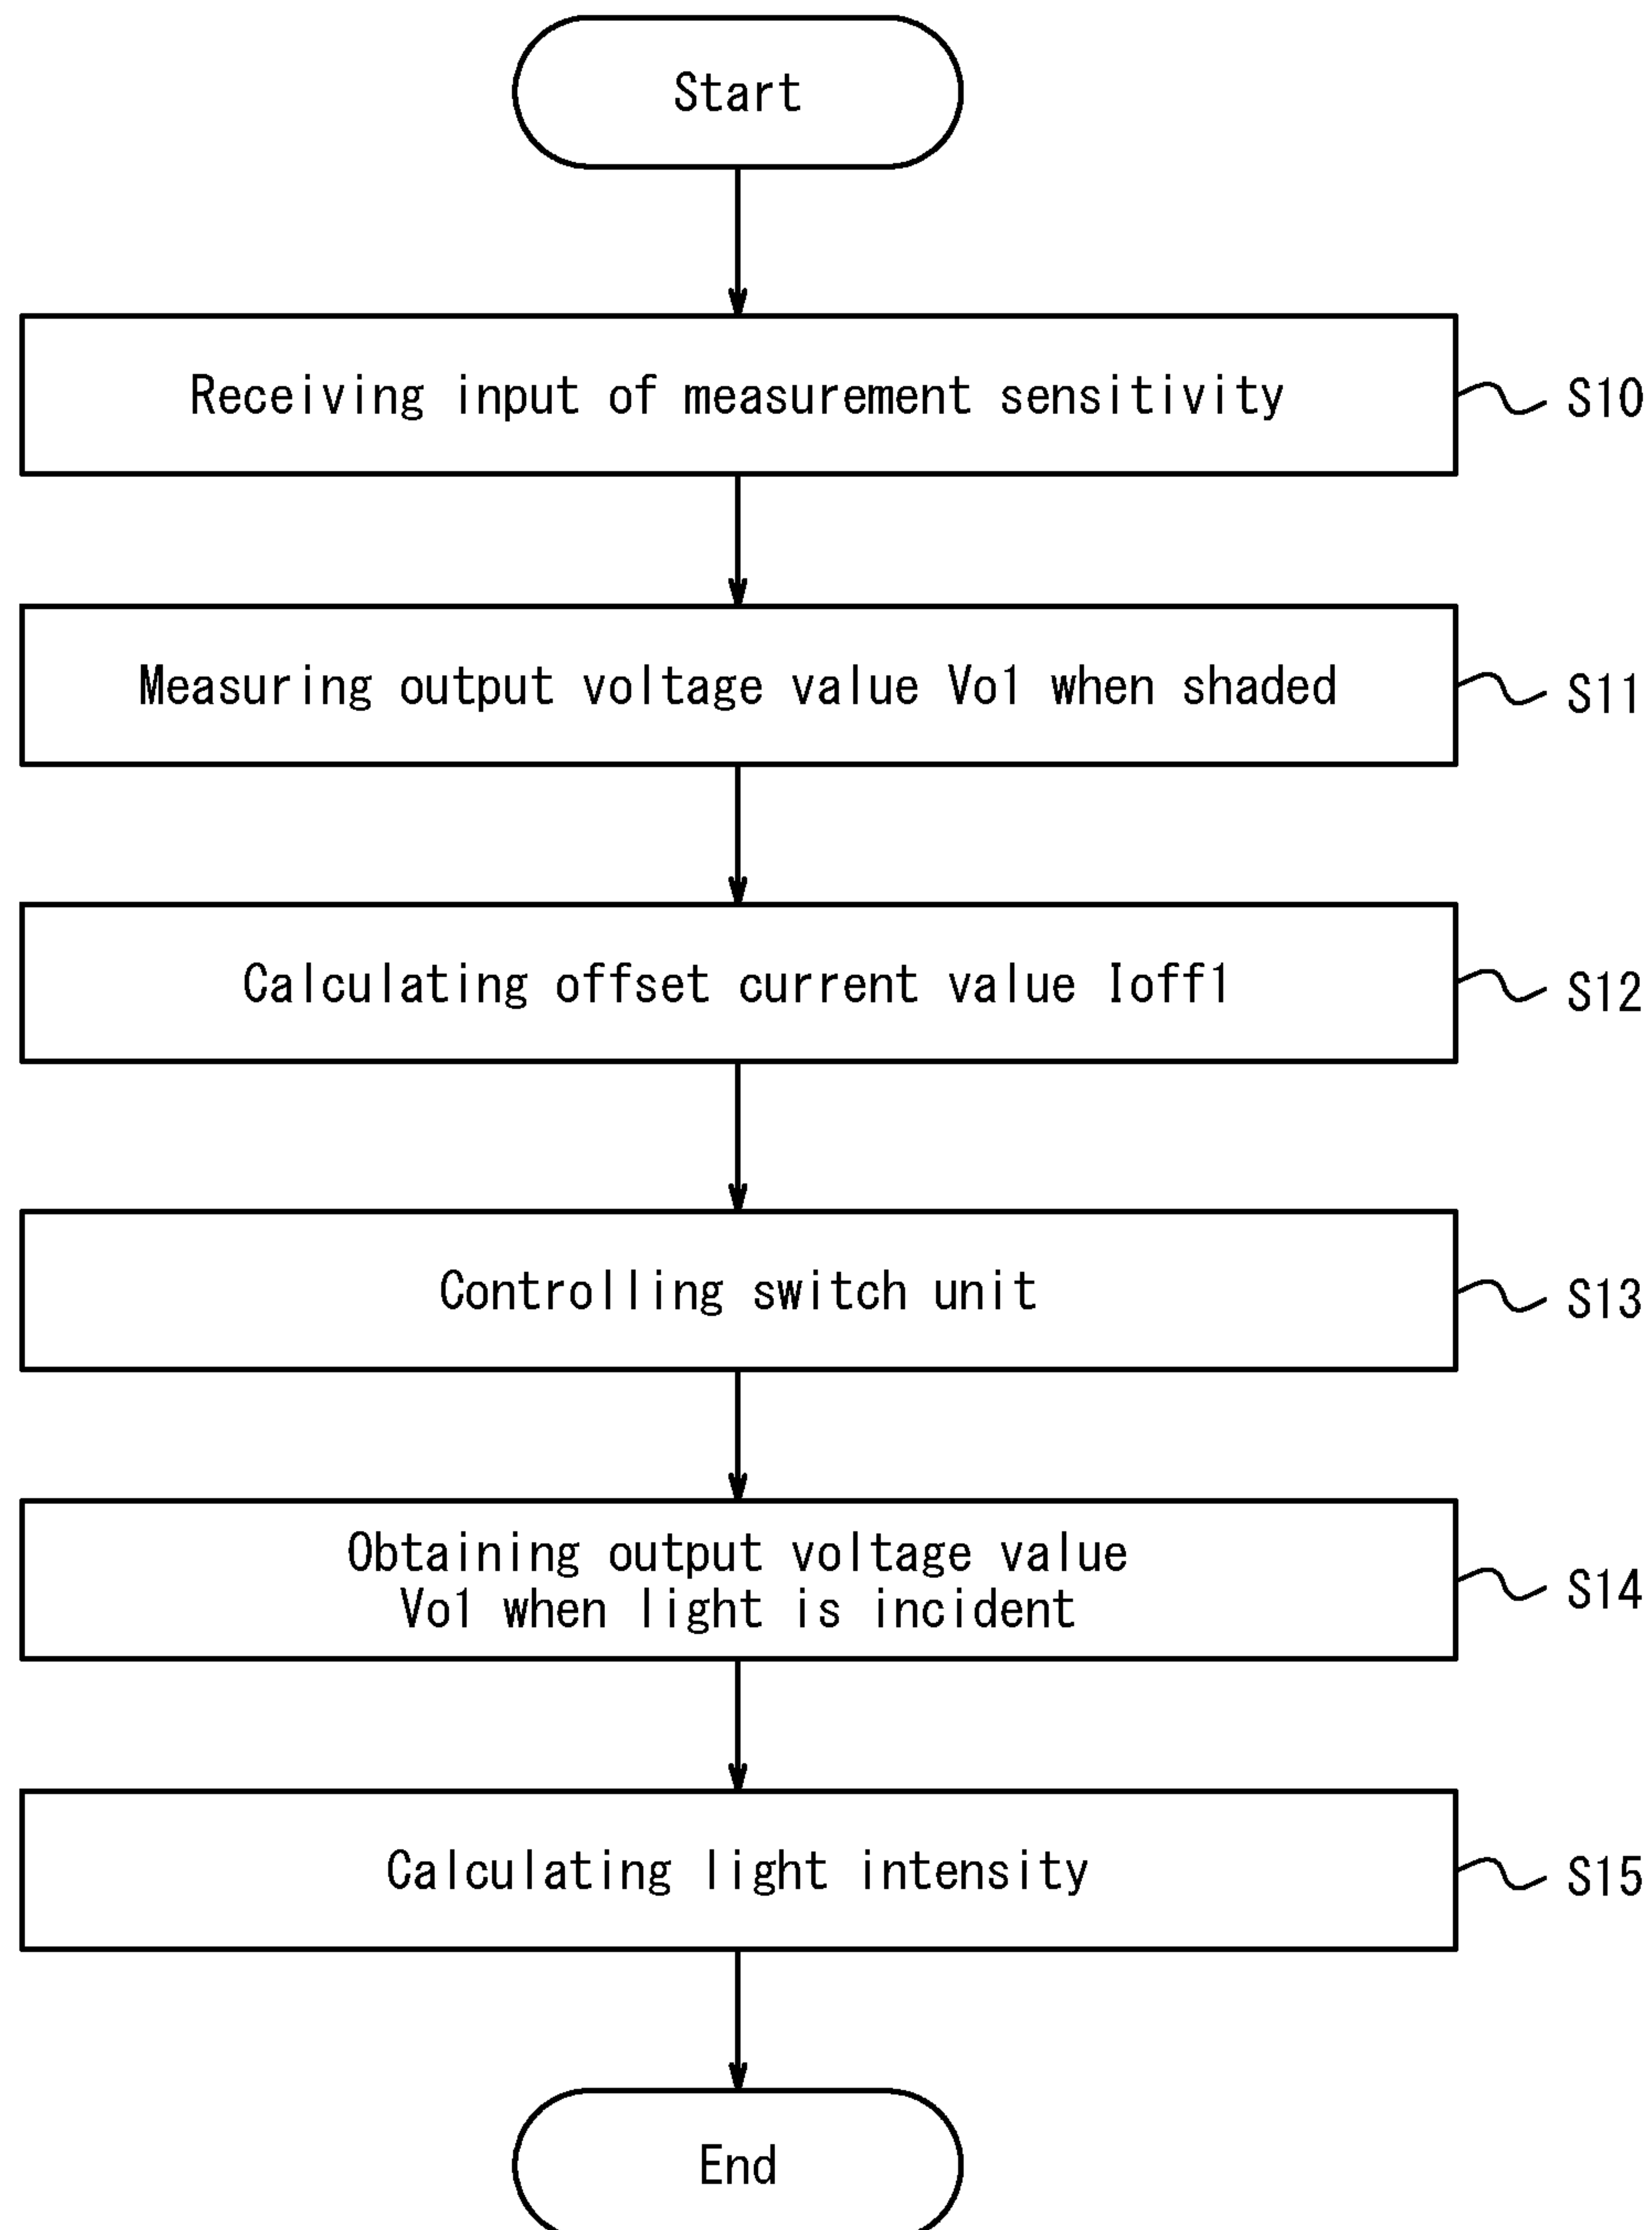 Start
Receiving input of measurement sensitivity
S10
Measuring output voltage value Vo1 when shaded
S11
Calculating offset current value Ioff1
S12
Controlling switch unit
S13
Obtaining output voltage value
Vo1 when light is incident
S14
Calculating light intensity
S15
End